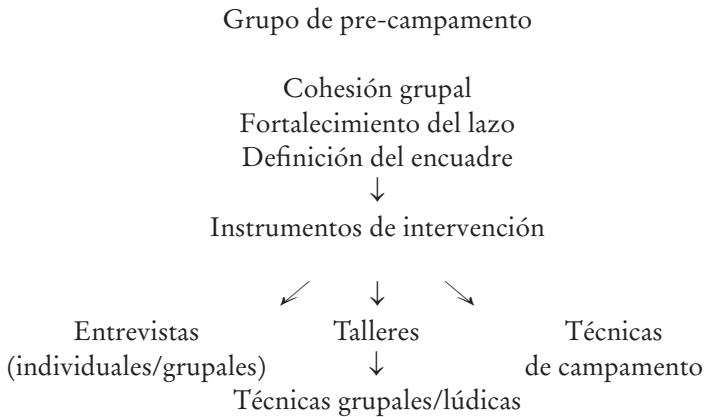 Grupo de pre-campamento
Cohesión grupal
Fortalecimiento del lazo
Definición del encuadre
↓
Instrumentos de intervención
↙ ↓ ↘
Entrevistas Talleres Técnicas
(individuales/grupales) ↓ de campamento
Técnicas grupales/lúdicas